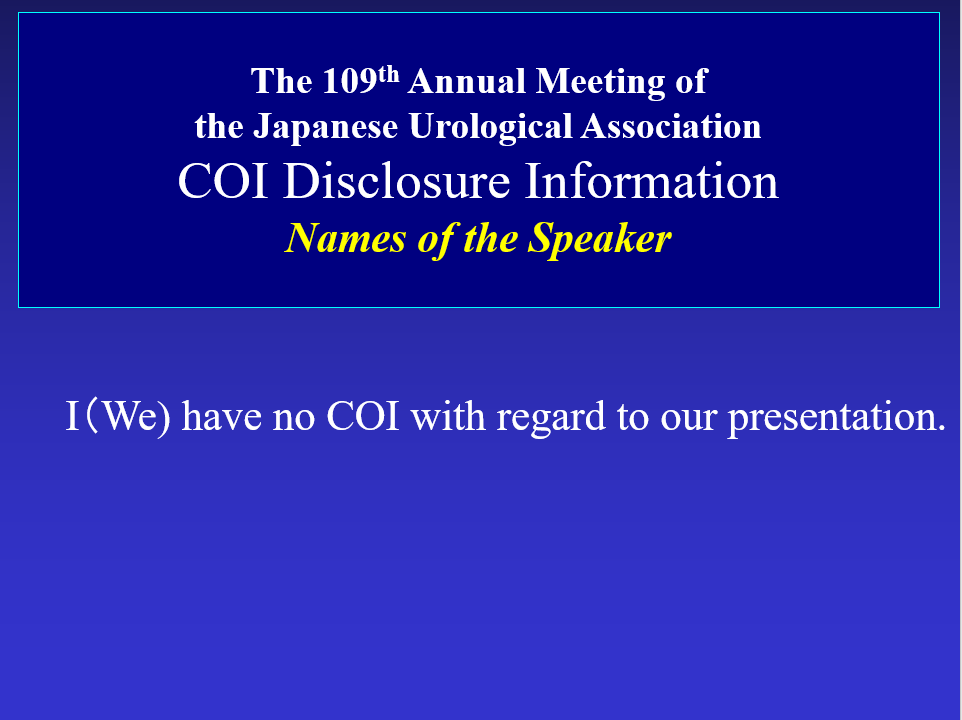 The 109th Annual Meeting of
the Japanese Urological Association
COI Disclosure Information
Names of the Speaker
I（We) have no COI with regard to our presentation.